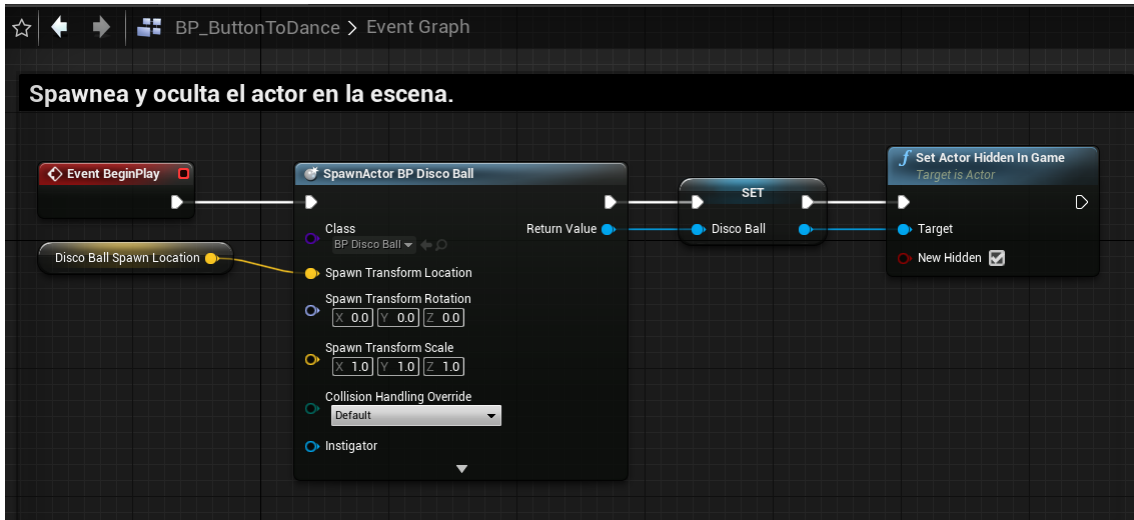 BP_ButtonToDance > Event Graph
Spawnea y oculta el actor en la escena.
Event BeginPlay
Disco Ball Spawn Location
SpawnActor BP Disco Ball
Class
BP Disco Ball
Return Value
Spawn Transform Location
Spawn Transform Rotation
X 0.0 Y 0.0 Z 0.0
Spawn Transform Scale
X 1.0 Y 1.0 Z 1.0
Collision Handling Override
Default
Instigator
SET
Disco Ball
f Set Actor Hidden In Game
Target is Actor
Target
New Hidden